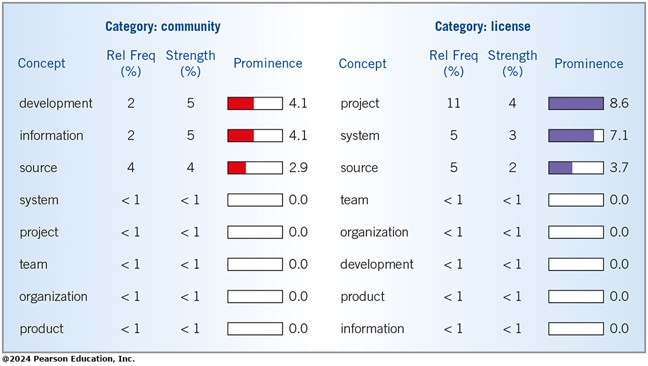 Category: community
Concept Rel Freq (%) Strength (%) Prominence
development 2 5 4.1
information 2 5 4.1
source 4 4 2.9
system < 1 < 1 0.0
project < 1 < 1 0.0
team < 1 < 1 0.0
organization < 1 < 1 0.0
product < 1 < 1 0.0
Category: license
Concept Rel Freq (%) Strength (%) Prominence
project 11 4 8.6
system 5 3 7.1
source 5 2 3.7
team < 1 < 1 0.0
organization < 1 < 1 0.0
development < 1 < 1 0.0
product < 1 < 1 0.0
information < 1 < 1 0.0
©2024 Pearson Education, Inc.